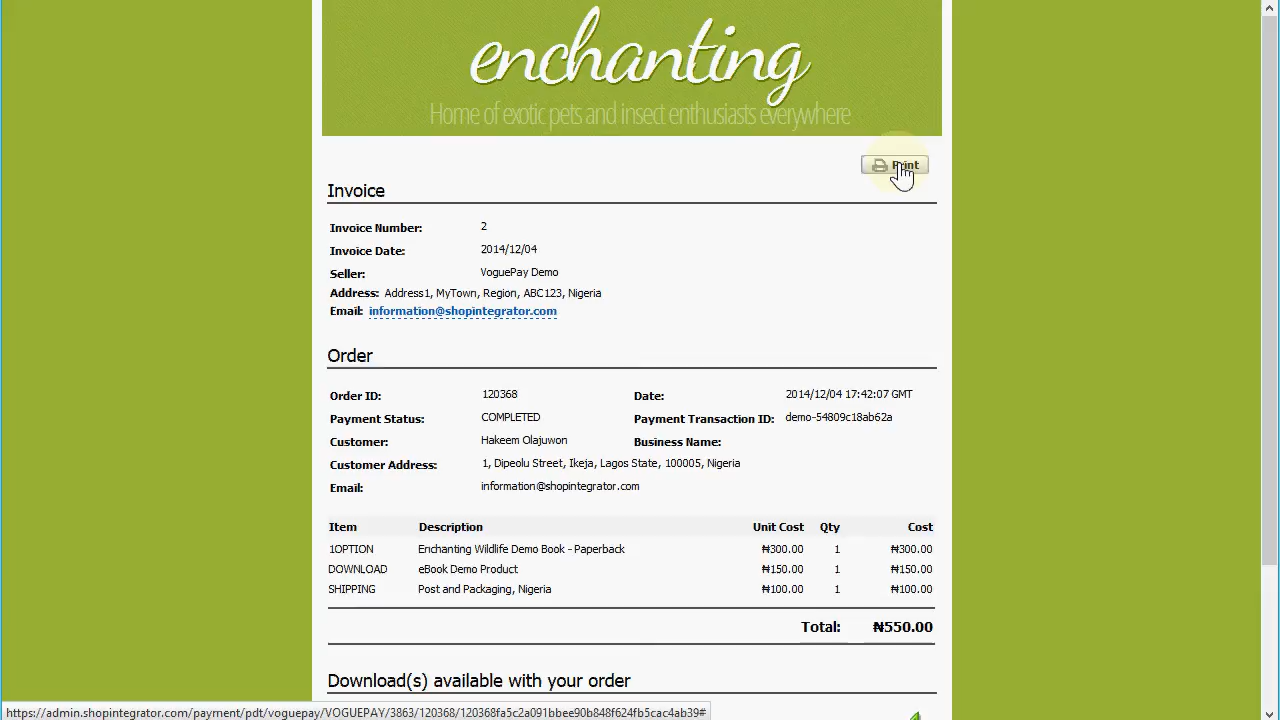 enchanting
Home of exotic pets and insect enthusiasts everywhere
Print
Invoice
Invoice Number: 2
Invoice Date: 2014/12/04
Seller: VoguePay Demo
Address: Address1, MyTown, Region, ABC123, Nigeria
Email: information@shopintegrator.com
Order
Order ID: 120368 Date: 2014/12/04 17:42:07 GMT
Payment Status: COMPLETED Payment Transaction ID: demo-54809c18ab62a
Customer: Hakeem Olajuwon Business Name:
Customer Address: 1, Dipeolu Street, Ikeja, Lagos State, 100005, Nigeria
Email: information@shopintegrator.com
Item Description Unit Cost Qty Cost
1OPTION Enchanting Wildlife Demo Book - Paperback ₦300.00 1 ₦300.00
DOWNLOAD eBook Demo Product ₦150.00 1 ₦150.00
SHIPPING Post and Packaging, Nigeria ₦100.00 1 ₦100.00
Total: ₦550.00
Download(s) available with your order
https://admin.shopintegrator.com/payment/pdt/voguepay/VOGUEPAY/3863/120368/120368fa5c2a091bbee90b848f624fb5cac4ab39#